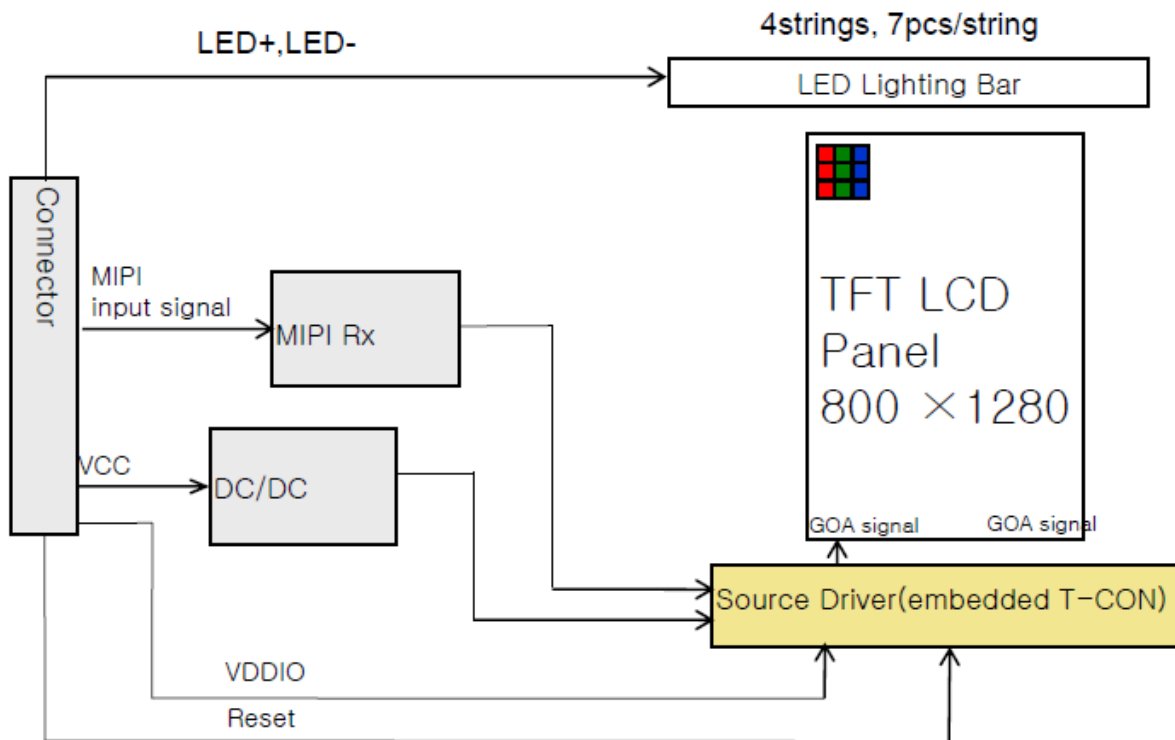 4strings, 7pcs/string
LED+,LED-
LED Lighting Bar
Connector
MIPI
input signal
MIPI Rx
TFT LCD
Panel
800 ×1280
VCC
DC/DC
GOA signal
GOA signal
Source Driver(embedded T-CON)
VDDIO
Reset